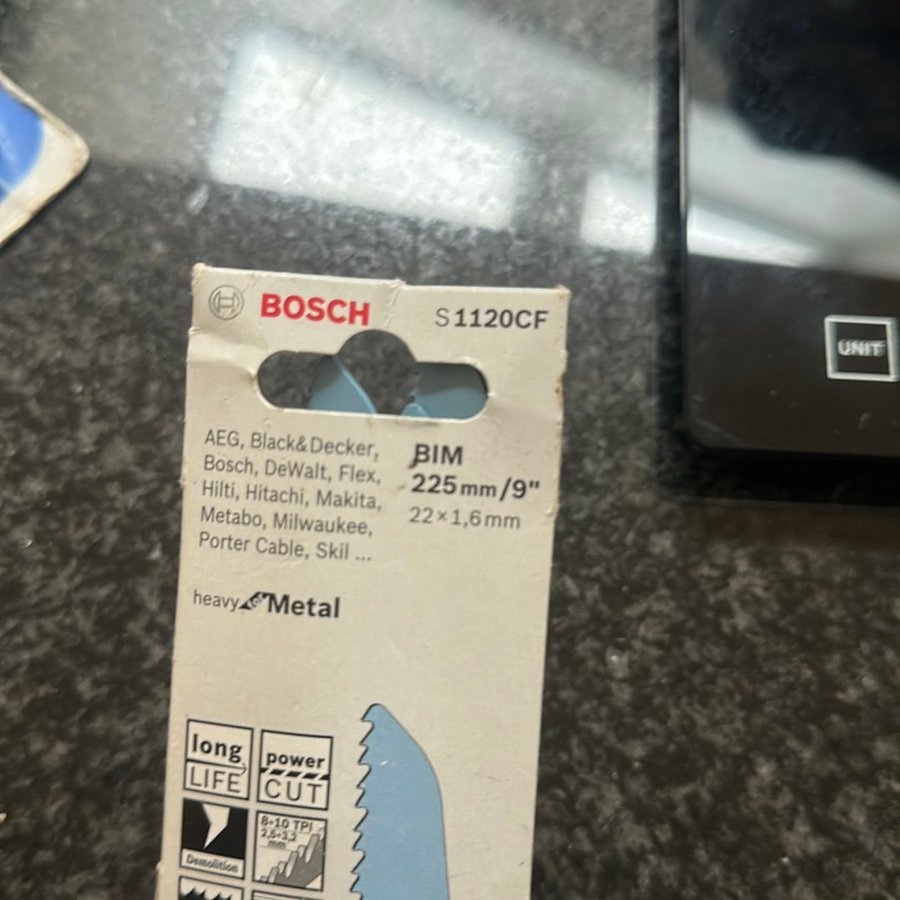 BOSCH
S1120CF
AEG, Black&Decker,
Bosch, DeWalt, Flex,
Hilti, Hitachi, Makita,
Metabo, Milwaukee,
Porter Cable, Skil ...
BIM
225mm/9"
22×1,6mm
heavy for Metal
long
LIFE
power
CUT
Demolition
8+10 TPI
2,5+3,2
mm
UNIT